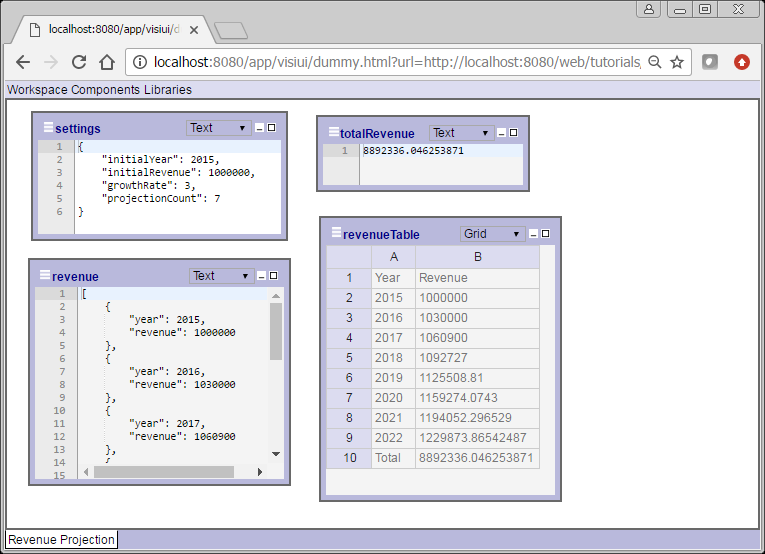 localhost:8080/app/visiui/d
localhost:8080/app/visiui/dummy.html?url=http://localhost:8080/web/tutorials
Workspace Components Libraries
settings
Text
1 {
2 "initialYear": 2015,
3 "initialRevenue": 1000000,
4 "growthRate": 3,
5 "projectionCount": 7
6 }
totalRevenue
Text
1 8892336.046253871
revenue
Text
1 [
2 {
3 "year": 2015,
4 "revenue": 1000000
5 },
6 {
7 "year": 2016,
8 "revenue": 1030000
9 },
10 {
11 "year": 2017,
12 "revenue": 1060900
13 },
14 {
15
revenueTable
Grid
A B
1 Year Revenue
2 2015 1000000
3 2016 1030000
4 2017 1060900
5 2018 1092727
6 2019 1125508.81
7 2020 1159274.0743
8 2021 1194052.296529
9 2022 1229873.86542487
10 Total 8892336.046253871
Revenue Projection